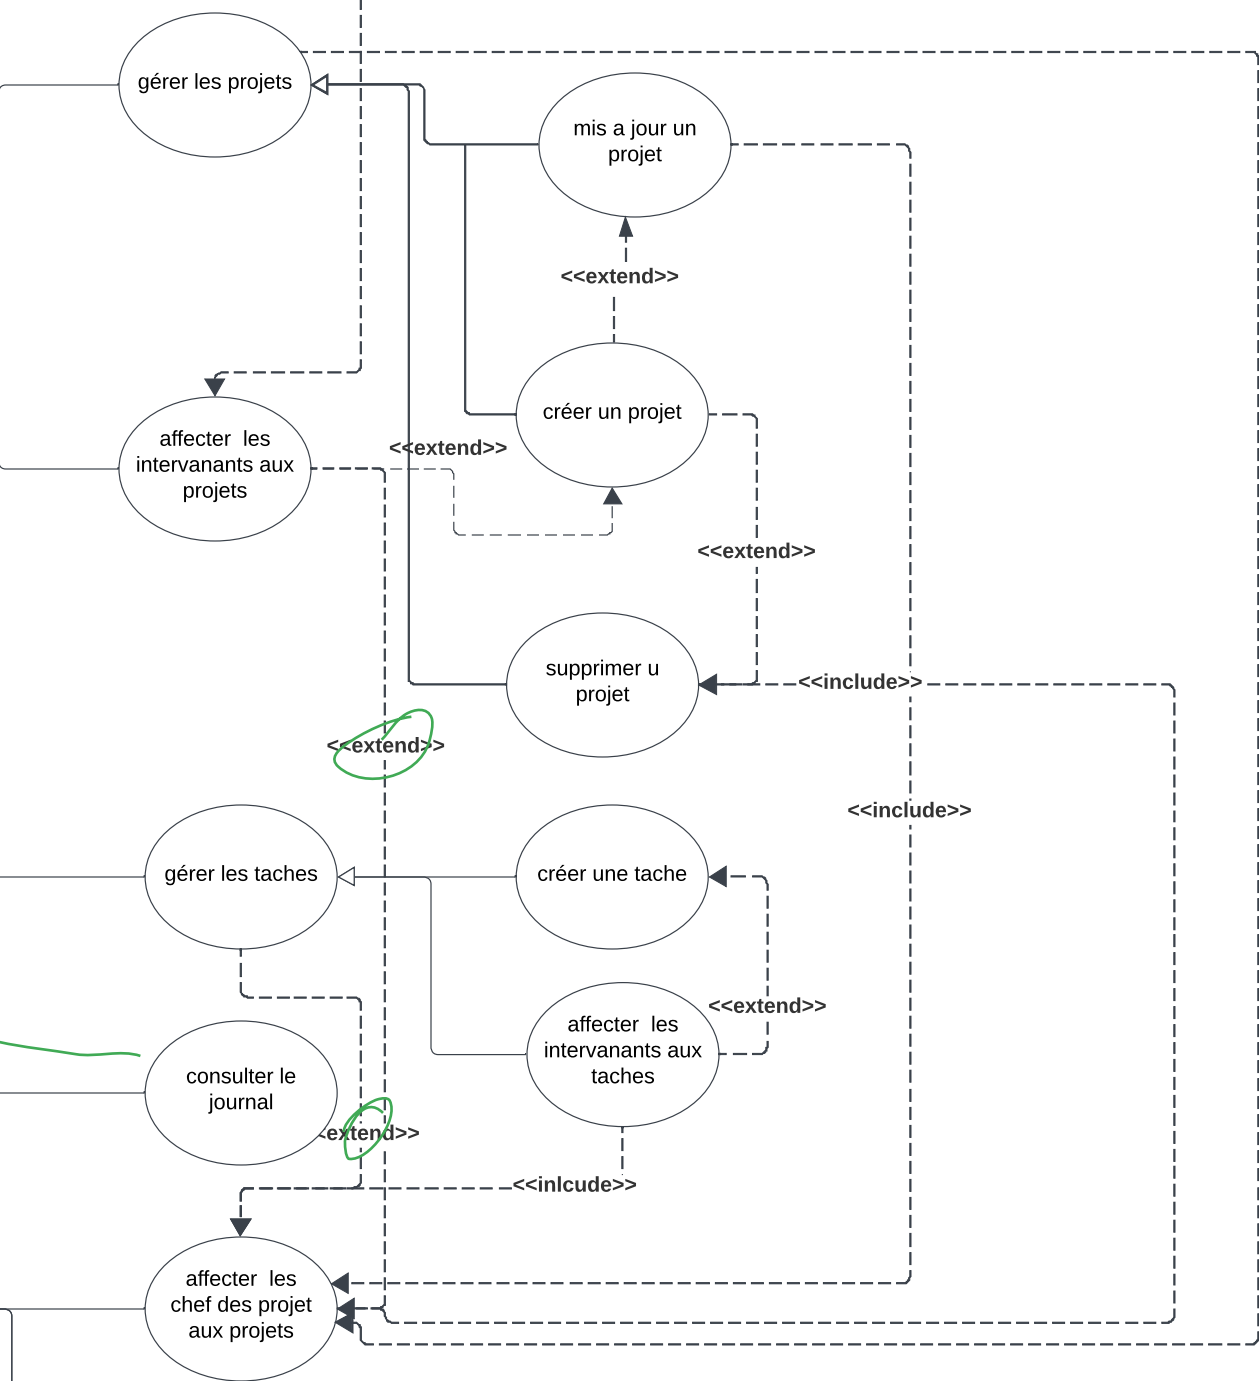 gérer les projets
mis a jour un
projet
<<extend>>
créer un projet
affecter  les
intervanants aux
projets
<<extend>>
<<extend>>
supprimer u
projet
<<include>>
<<extend>>
<<include>>
gérer les taches
créer une tache
<<extend>>
affecter  les
intervanants aux
taches
consulter le
journal
<extend>>
<<inlcude>>
affecter  les
chef des projet
aux projets